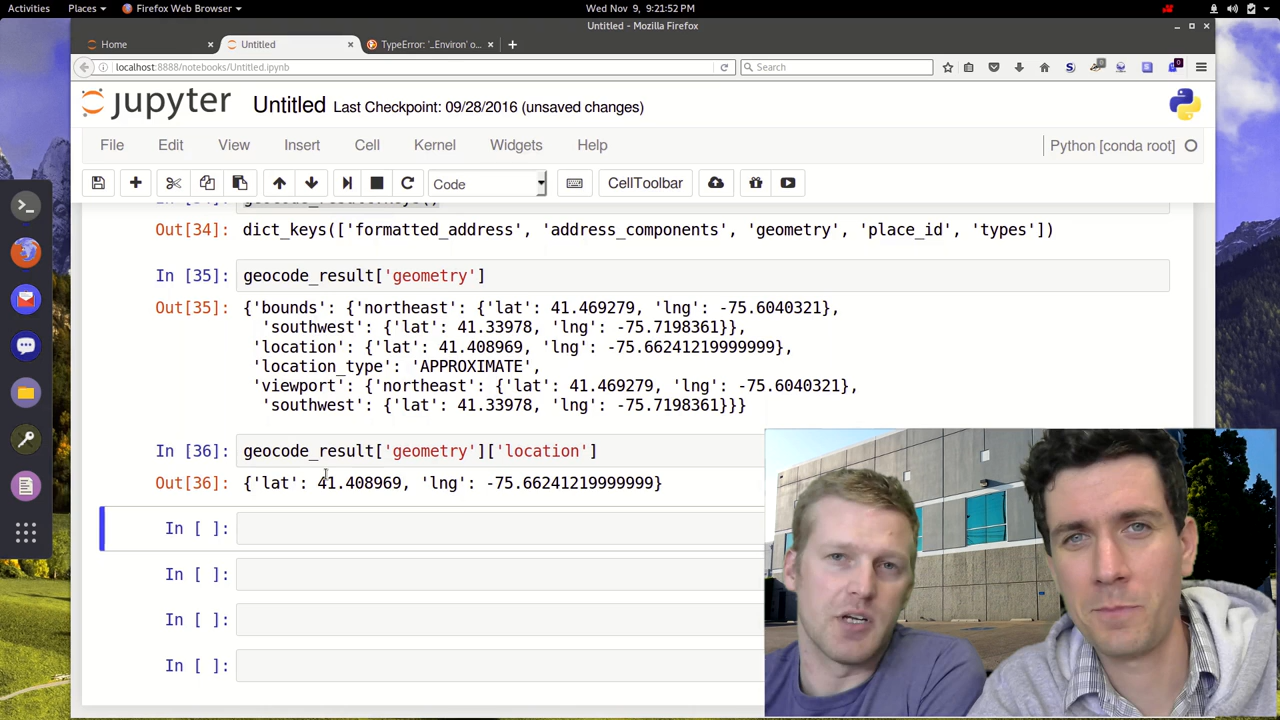 Activities Places Firefox Web Browser Wed Nov 9, 9:21:52 PM
Untitled - Mozilla Firefox
Home Untitled TypeError: '_Environ' o...
localhost:8888/notebooks/Untitled.ipynb Search
jupyter Untitled Last Checkpoint: 09/28/2016 (unsaved changes)
File Edit View Insert Cell Kernel Widgets Help Python [conda root]
Code CellToolbar
Out[34]: dict_keys(['formatted_address', 'address_components', 'geometry', 'place_id', 'types'])
In [35]: geocode_result['geometry']
Out[35]: {'bounds': {'northeast': {'lat': 41.469279, 'lng': -75.6040321},
'southwest': {'lat': 41.33978, 'lng': -75.7198361}},
'location': {'lat': 41.408969, 'lng': -75.66241219999999},
'location_type': 'APPROXIMATE',
'viewport': {'northeast': {'lat': 41.469279, 'lng': -75.6040321},
'southwest': {'lat': 41.33978, 'lng': -75.7198361}}}
In [36]: geocode_result['geometry']['location']
Out[36]: {'lat': 41.408969, 'lng': -75.66241219999999}
In [ ]:
In [ ]:
In [ ]:
In [ ]: